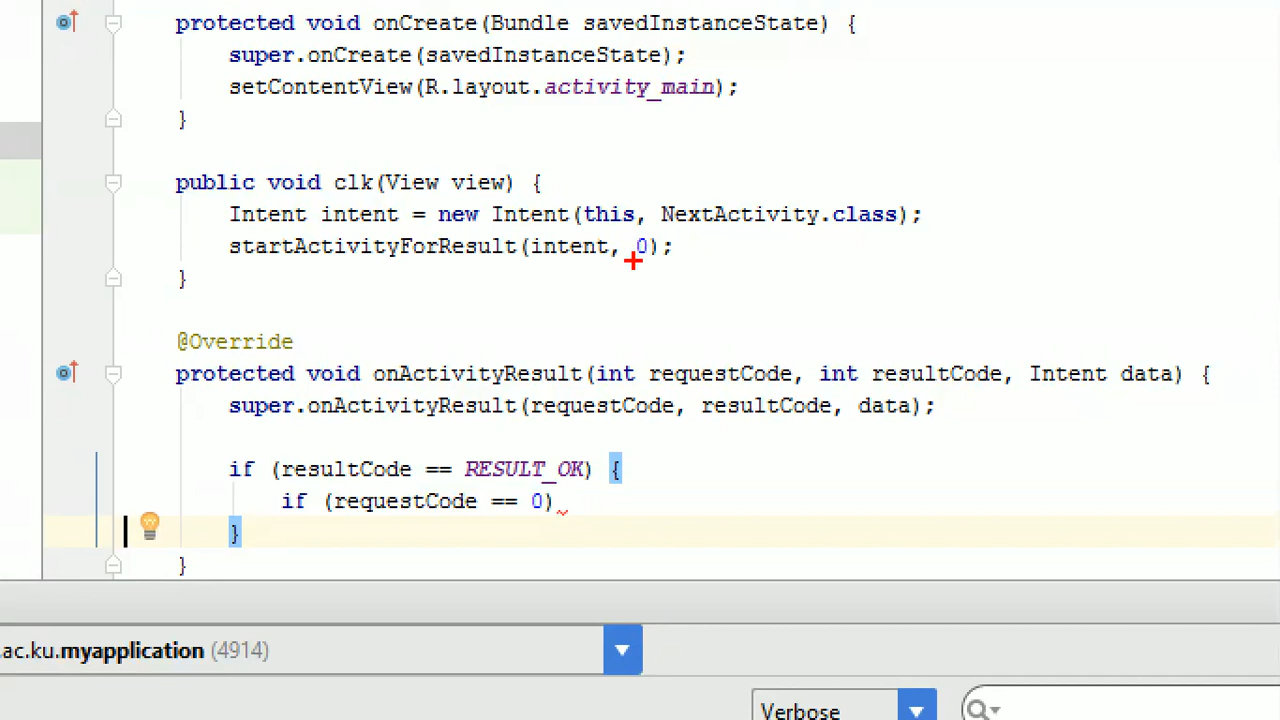 protected void onCreate(Bundle savedInstanceState) {
super.onCreate(savedInstanceState);
setContentView(R.layout.activity_main);
}
public void clk(View view) {
Intent intent = new Intent(this, NextActivity.class);
startActivityForResult(intent, 0);
}
@Override
protected void onActivityResult(int requestCode, int resultCode, Intent data) {
super.onActivityResult(requestCode, resultCode, data);
if (resultCode == RESULT_OK) {
if (requestCode == 0)
}
}
.ac.ku.myapplication (4914)
Verbose